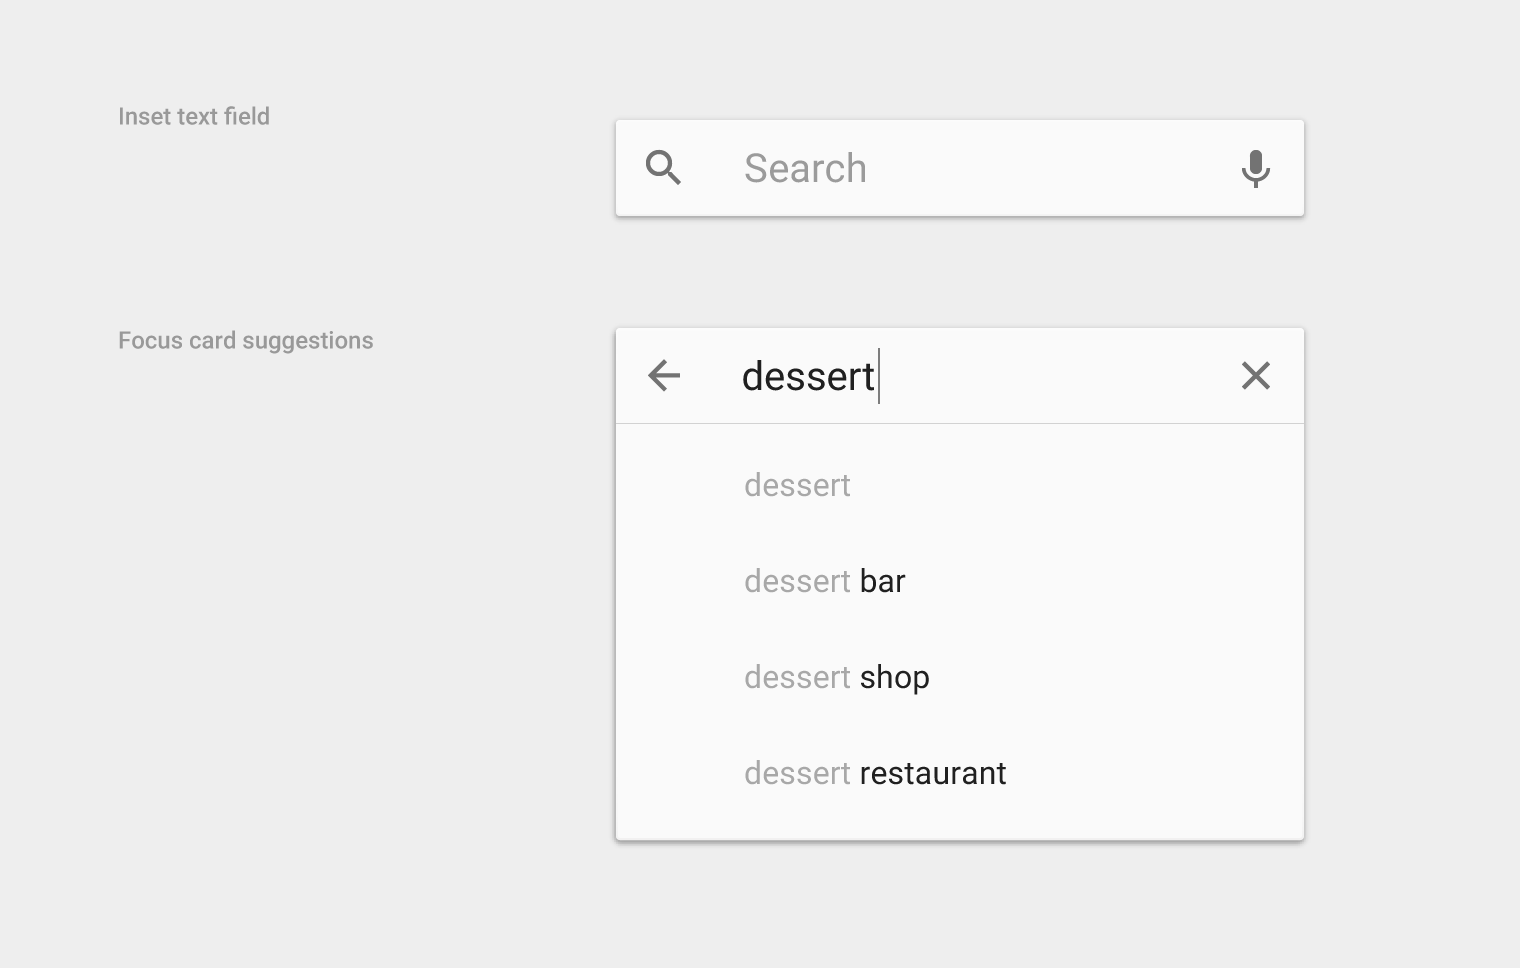 Inset text field
Search
Focus card suggestions
dessert
dessert
dessert bar
dessert shop
dessert restaurant